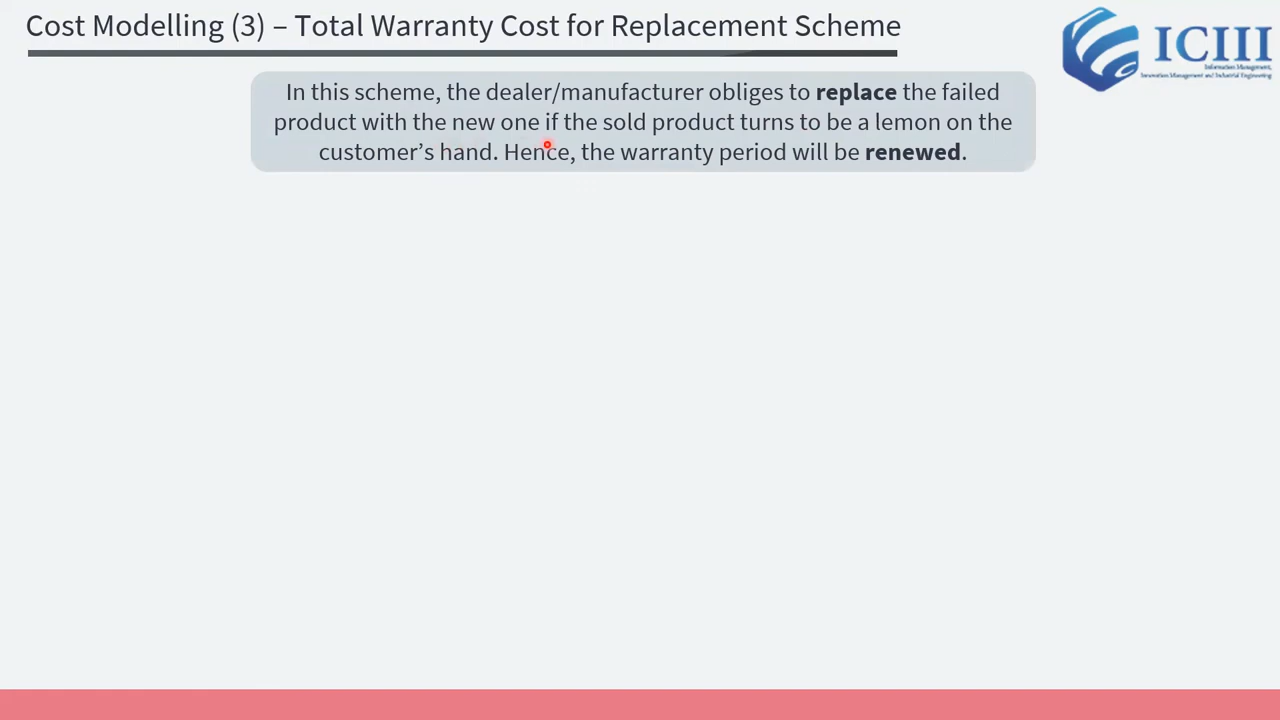 Cost Modelling (3) – Total Warranty Cost for Replacement Scheme
ICIII
Information Management,
Innovation Management and Industrial Engineering
In this scheme, the dealer/manufacturer obliges to replace the failed
product with the new one if the sold product turns to be a lemon on the
customer’s hand. Hence, the warranty period will be renewed.